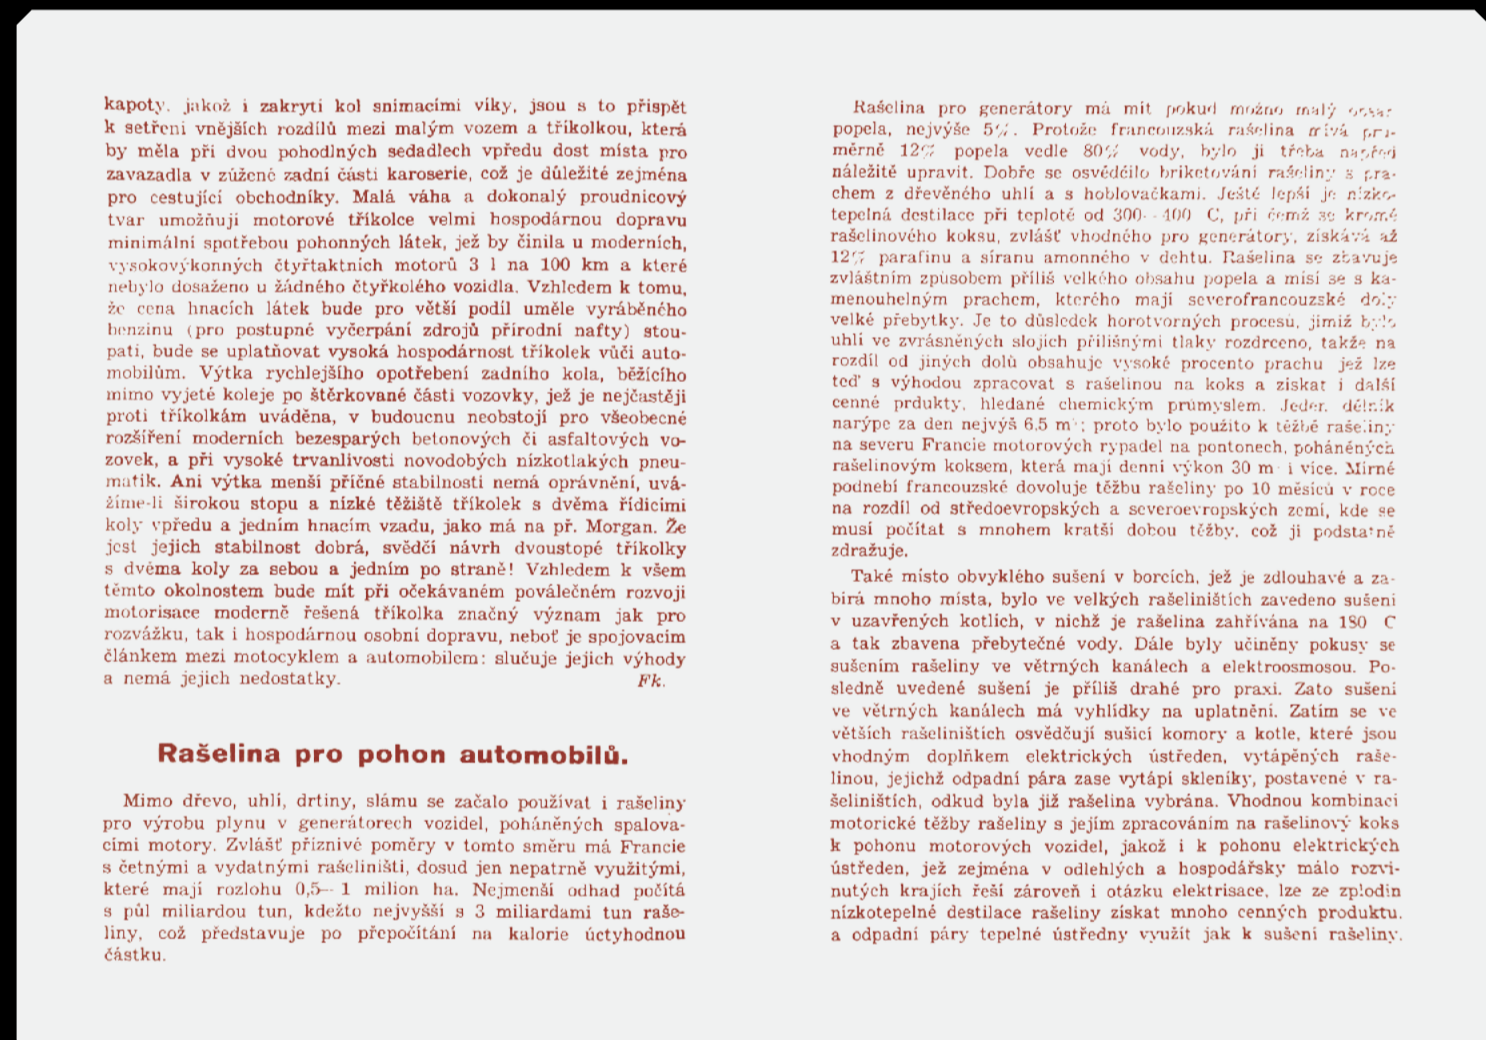 kapoty, jakož i zakrytí kol snímacími víky, jsou s to přispět
k setření vnějších rozdílů mezi malým vozem a tříkolkou, která
by měla při dvou pohodlných sedadlech vpředu dost místa pro
zavazadla v zúžené zadní části karoserie, což je důležité zejména
pro cestující obchodníky. Malá váha a dokonalý proudnicový
tvar umožňují motorové tříkolce velmi hospodárnou dopravu
minimální spotřebou pohonných látek, jež by činila u moderních,
vysokovýkonných čtyřtaktních motorů 3 l na 100 km a které
nebylo dosaženo u žádného čtyřkolého vozidla. Vzhledem k tomu,
že cena hnacích látek bude pro větší podíl uměle vyráběného
benzinu (pro postupné vyčerpání zdrojů přírodní nafty) stou-
pati, bude se uplatňovat vysoká hospodárnost tříkolek vůči auto-
mobilům. Výtka rychlejšího opotřebení zadního kola, běžícího
mimo vyjeté koleje po štěrkované části vozovky, jež je nejčastěji
proti tříkolkám uváděna, v budoucnu neobstojí pro všeobecné
rozšíření moderních bezesparých betonových či asfaltových vo-
zovek, a při vysoké trvanlivosti novodobých nízkotlakých pneu-
matik. Ani výtka menší příčné stabilnosti nemá oprávnění, uvá-
žíme-li širokou stopu a nízké těžiště tříkolek s dvěma řídicími
koly vpředu a jedním hnacím vzadu, jako má na př. Morgan. Že
jest jejich stabilnost dobrá, svědčí návrh dvoustopé tříkolky
s dvěma koly za sebou a jedním po straně! Vzhledem k všem
těmto okolnostem bude mít při očekávaném poválečném rozvoji
motorisace moderně řešená tříkolka značný význam jak pro
rozvážku, tak i hospodárnou osobní dopravu, neboť je spojovacím
článkem mezi motocyklem a automobilem: slučuje jejich výhody
a nemá jejich nedostatky. Fk.
Rašelina pro pohon automobilů.
Mimo dřevo, uhlí, drtiny, slámu se začalo používat i rašeliny
pro výrobu plynu v generátorech vozidel, poháněných spalova-
cími motory. Zvlášť příznivé poměry v tomto směru má Francie
s četnými a vydatnými rašeliništi, dosud jen nepatrně využitými,
které mají rozlohu 0,5—1 milion ha. Nejmenší odhad počítá
s půl miliardou tun, kdežto nejvyšší s 3 miliardami tun raše-
liny, což představuje po přepočítání na kalorie úctyhodnou
částku.
Rašelina pro generátory má mít pokud možno malý obsah
popela, nejvýše 5%. Protože francouzská rašelina mívá prů-
měrně 12% popela vedle 80% vody, bylo ji třeba napřed
náležitě upravit. Dobře se osvědčilo briketování rašeliny s pra-
chem z dřevěného uhlí a s hoblovačkami. Ještě lepší je nízko-
tepelná destilace při teplotě od 300—400 C, při čemž se kromě
rašelinového koksu, zvlášť vhodného pro generátory, získává až
12% parafinu a síranu amonného v dehtu. Rašelina se zbavuje
zvláštním způsobem příliš velkého obsahu popela a mísí se s ka-
menouhelným prachem, kterého mají severofrancouzské doly
velké přebytky. Je to důsledek horotvorných procesů, jimiž bylo
uhlí ve zvrásněných slojích přílišnými tlaky rozdrceno, takže na
rozdíl od jiných dolů obsahuje vysoké procento prachu jež lze
teď s výhodou zpracovat s rašelinou na koks a získat i další
cenné prdukty, hledané chemickým průmyslem. Jeden dělník
narýpe za den nejvýš 6,5 m³; proto bylo použito k těžbě rašeliny
na severu Francie motorových rypadel na pontonech, poháněných
rašelinovým koksem, která mají denní výkon 30 m³ i více. Mírné
podnebí francouzské dovoluje těžbu rašeliny po 10 měsíců v roce
na rozdíl od středoevropských a severoevropských zemí, kde se
musí počítat s mnohem kratší dobou těžby, což ji podstatně
zdražuje.
Také místo obvyklého sušení v borcích, jež je zdlouhavé a za-
birá mnoho místa, bylo ve velkých rašeliništích zavedeno sušení
v uzavřených kotlích, v nichž je rašelina zahřívána na 180 C
a tak zbavena přebytečné vody. Dále byly učiněny pokusy se
sušením rašeliny ve větrných kanálech a elektroosmosou. Po-
sledně uvedené sušení je příliš drahé pro praxi. Zato sušení
ve větrných kanálech má vyhlídky na uplatnění. Zatím se ve
větších rašeliništích osvědčují sušicí komory a kotle, které jsou
vhodným doplňkem elektrických ústředen, vytápěných raše-
linou, jejichž odpadní pára zase vytápí skleníky, postavené v ra-
šeliništích, odkud byla již rašelina vybrána. Vhodnou kombinací
motorické těžby rašeliny s jejím zpracováním na rašelinový koks
k pohonu motorových vozidel, jakož i k pohonu elektrických
ústředen, jež zejména v odlehlých a hospodářsky málo rozvi-
nutých krajích řeší zároveň i otázku elektrisace, lze ze zplodin
nízkotepelné destilace rašeliny získat mnoho cenných produktů.
a odpadní páry tepelné ústředny využít jak k sušení rašeliny,